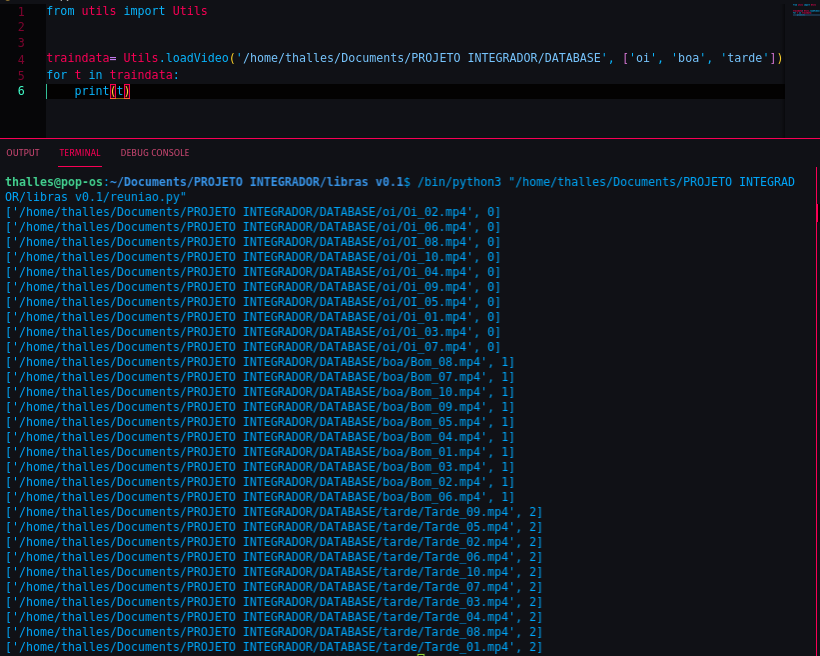 1 from utils import Utils
2
3
4 traindata= Utils.loadVideo('/home/thalles/Documents/PROJETO INTEGRADOR/DATABASE', ['oi', 'boa', 'tarde'])
5 for t in traindata:
6 print(t)
OUTPUT TERMINAL DEBUG CONSOLE
thalles@pop-os:~/Documents/PROJETO INTEGRADOR/libras v0.1$ /bin/python3 "/home/thalles/Documents/PROJETO INTEGRAD
OR/libras v0.1/reuniao.py"
['/home/thalles/Documents/PROJETO INTEGRADOR/DATABASE/oi/Oi_02.mp4', 0]
['/home/thalles/Documents/PROJETO INTEGRADOR/DATABASE/oi/Oi_06.mp4', 0]
['/home/thalles/Documents/PROJETO INTEGRADOR/DATABASE/oi/OI_08.mp4', 0]
['/home/thalles/Documents/PROJETO INTEGRADOR/DATABASE/oi/Oi_10.mp4', 0]
['/home/thalles/Documents/PROJETO INTEGRADOR/DATABASE/oi/Oi_04.mp4', 0]
['/home/thalles/Documents/PROJETO INTEGRADOR/DATABASE/oi/Oi_09.mp4', 0]
['/home/thalles/Documents/PROJETO INTEGRADOR/DATABASE/oi/OI_05.mp4', 0]
['/home/thalles/Documents/PROJETO INTEGRADOR/DATABASE/oi/Oi_01.mp4', 0]
['/home/thalles/Documents/PROJETO INTEGRADOR/DATABASE/oi/Oi_03.mp4', 0]
['/home/thalles/Documents/PROJETO INTEGRADOR/DATABASE/oi/Oi_07.mp4', 0]
['/home/thalles/Documents/PROJETO INTEGRADOR/DATABASE/boa/Bom_08.mp4', 1]
['/home/thalles/Documents/PROJETO INTEGRADOR/DATABASE/boa/Bom_07.mp4', 1]
['/home/thalles/Documents/PROJETO INTEGRADOR/DATABASE/boa/Bom_10.mp4', 1]
['/home/thalles/Documents/PROJETO INTEGRADOR/DATABASE/boa/Bom_09.mp4', 1]
['/home/thalles/Documents/PROJETO INTEGRADOR/DATABASE/boa/Bom_05.mp4', 1]
['/home/thalles/Documents/PROJETO INTEGRADOR/DATABASE/boa/Bom_04.mp4', 1]
['/home/thalles/Documents/PROJETO INTEGRADOR/DATABASE/boa/Bom_01.mp4', 1]
['/home/thalles/Documents/PROJETO INTEGRADOR/DATABASE/boa/Bom_03.mp4', 1]
['/home/thalles/Documents/PROJETO INTEGRADOR/DATABASE/boa/Bom_02.mp4', 1]
['/home/thalles/Documents/PROJETO INTEGRADOR/DATABASE/boa/Bom_06.mp4', 1]
['/home/thalles/Documents/PROJETO INTEGRADOR/DATABASE/tarde/Tarde_09.mp4', 2]
['/home/thalles/Documents/PROJETO INTEGRADOR/DATABASE/tarde/Tarde_05.mp4', 2]
['/home/thalles/Documents/PROJETO INTEGRADOR/DATABASE/tarde/Tarde_02.mp4', 2]
['/home/thalles/Documents/PROJETO INTEGRADOR/DATABASE/tarde/Tarde_06.mp4', 2]
['/home/thalles/Documents/PROJETO INTEGRADOR/DATABASE/tarde/Tarde_10.mp4', 2]
['/home/thalles/Documents/PROJETO INTEGRADOR/DATABASE/tarde/Tarde_07.mp4', 2]
['/home/thalles/Documents/PROJETO INTEGRADOR/DATABASE/tarde/Tarde_03.mp4', 2]
['/home/thalles/Documents/PROJETO INTEGRADOR/DATABASE/tarde/Tarde_04.mp4', 2]
['/home/thalles/Documents/PROJETO INTEGRADOR/DATABASE/tarde/Tarde_08.mp4', 2]
['/home/thalles/Documents/PROJETO INTEGRADOR/DATABASE/tarde/Tarde_01.mp4', 2]